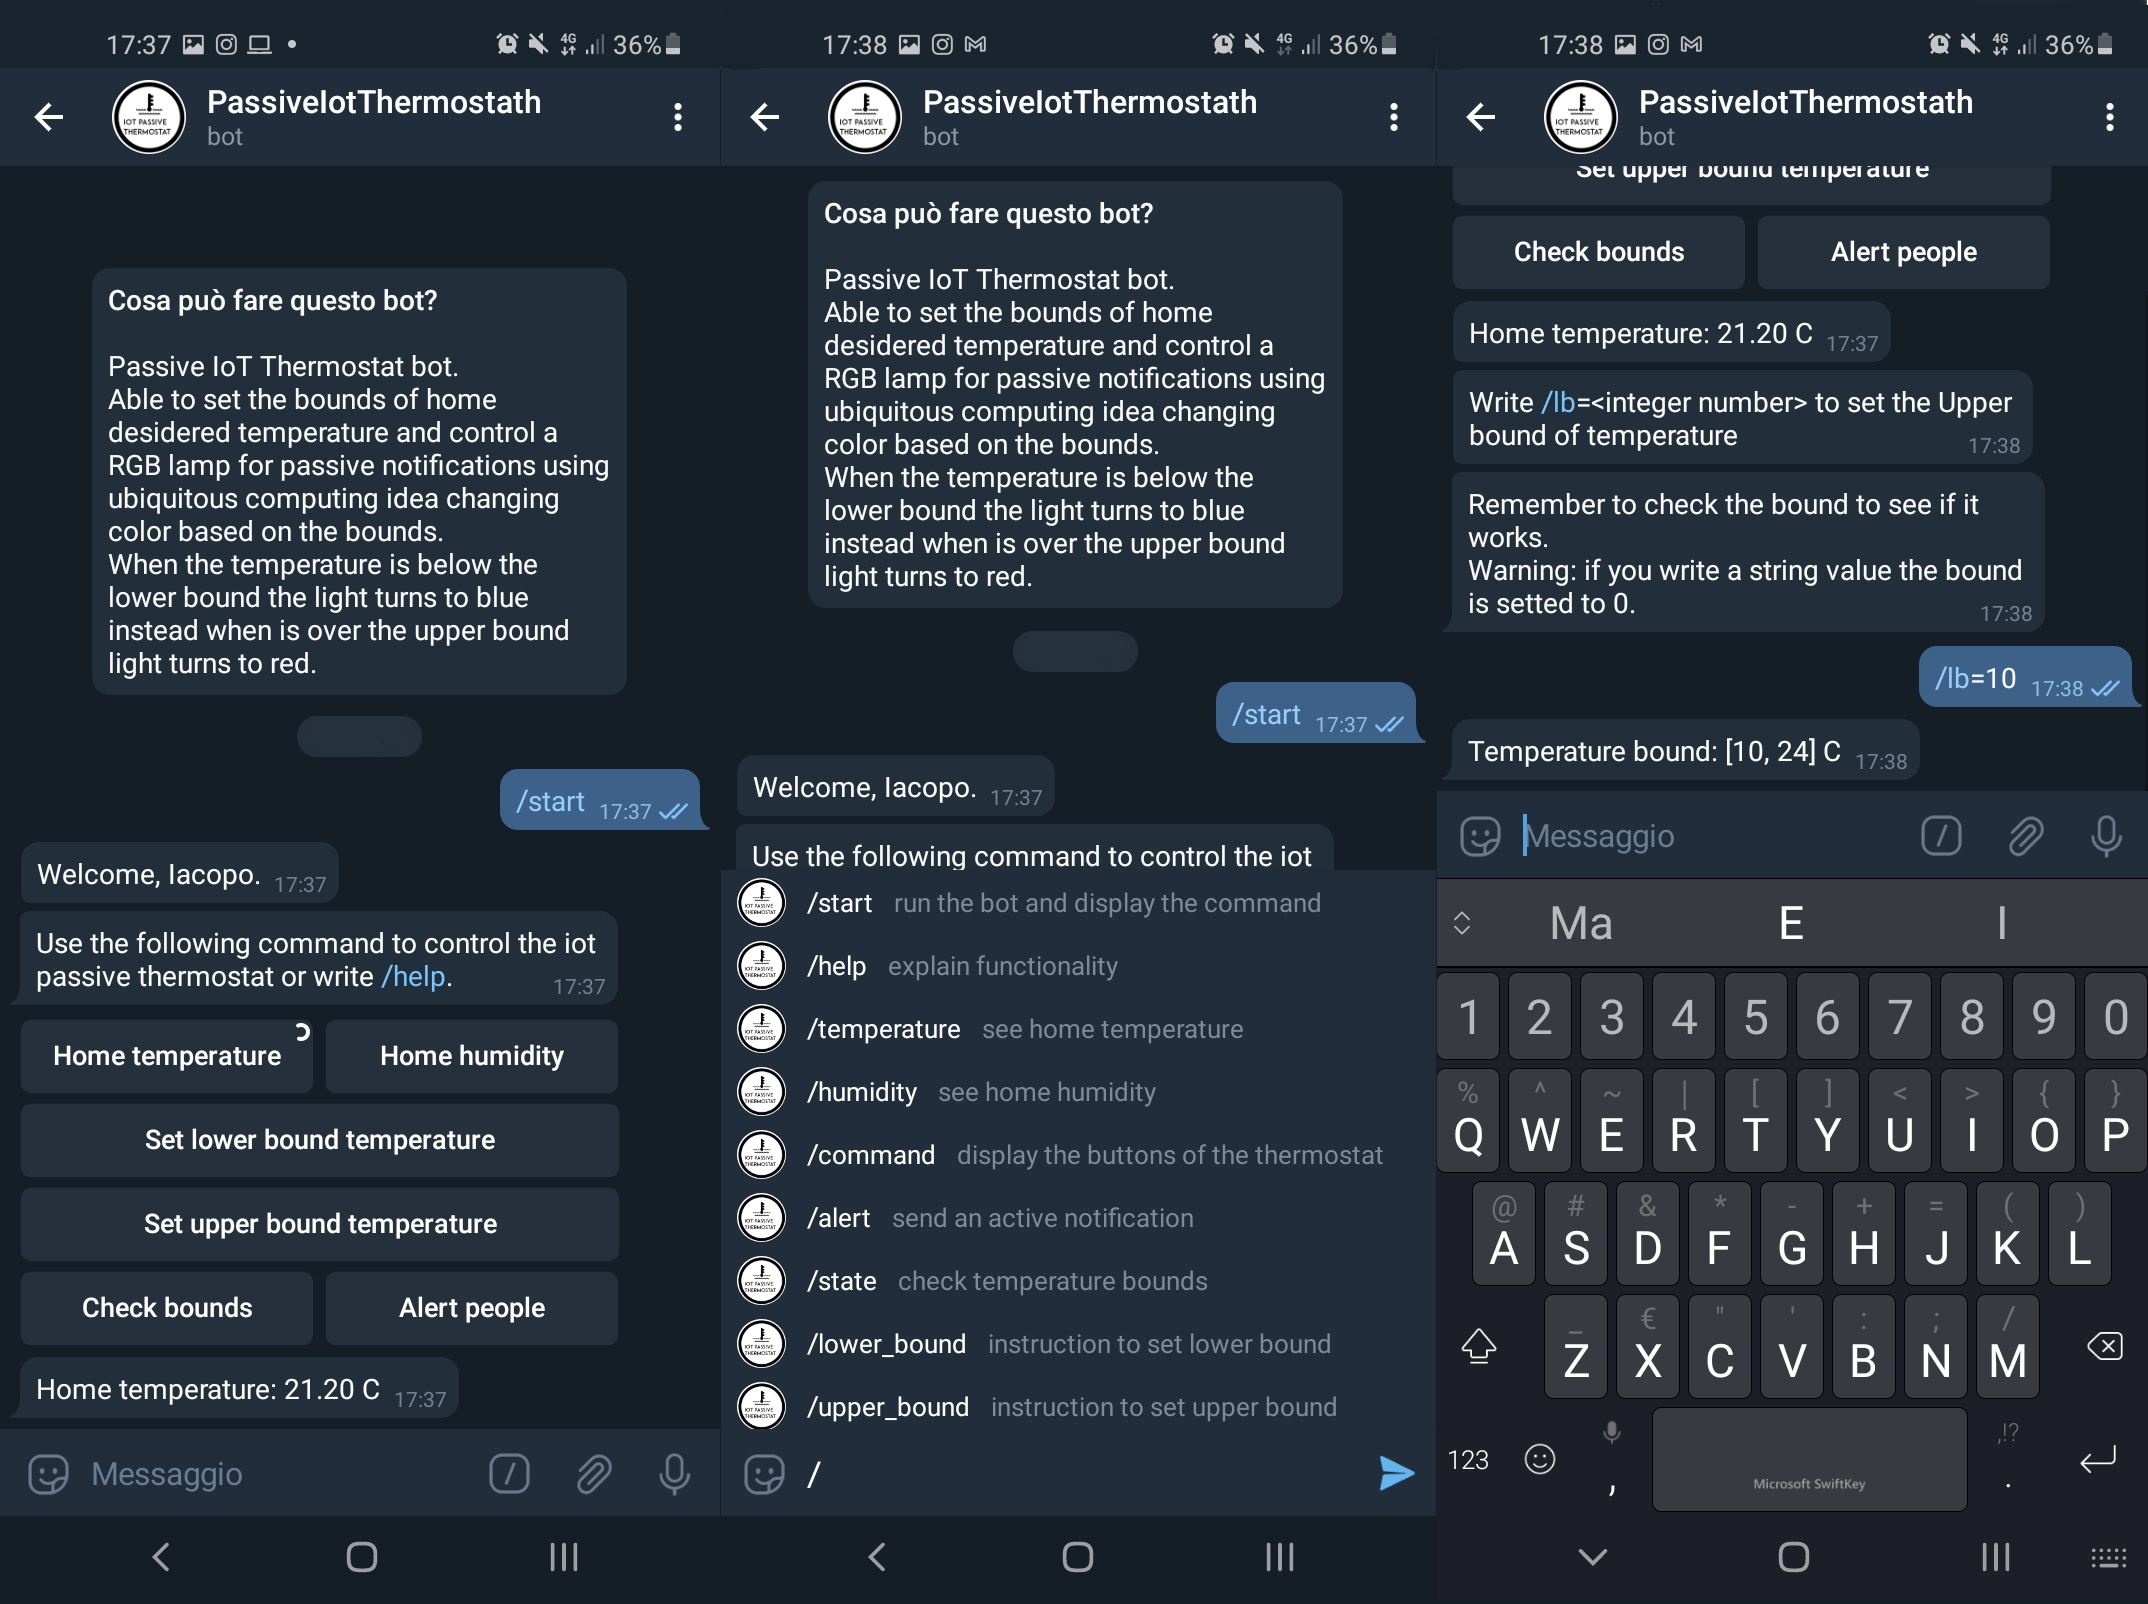 17:37
4G
36%
PassiveIotThermostath
bot
IOT PASSIVE
THERMOSTAT
Cosa può fare questo bot?
Passive IoT Thermostat bot.
Able to set the bounds of home
desidered temperature and control a
RGB lamp for passive notifications using
ubiquitous computing idea changing
color based on the bounds.
When the temperature is below the
lower bound the light turns to blue
instead when is over the upper bound
light turns to red.
/start 17:37
Welcome, Iacopo. 17:37
Use the following command to control the iot
passive thermostat or write /help. 17:37
Home temperature
Home humidity
Set lower bound temperature
Set upper bound temperature
Check bounds
Alert people
Home temperature: 21.20 C 17:37
Messaggio
17:38
4G
36%
PassiveIotThermostath
bot
IOT PASSIVE
THERMOSTAT
Cosa può fare questo bot?
Passive IoT Thermostat bot.
Able to set the bounds of home
desidered temperature and control a
RGB lamp for passive notifications using
ubiquitous computing idea changing
color based on the bounds.
When the temperature is below the
lower bound the light turns to blue
instead when is over the upper bound
light turns to red.
/start 17:37
Welcome, Iacopo. 17:37
Use the following command to control the iot
/start run the bot and display the command
/help explain functionality
/temperature see home temperature
/humidity see home humidity
/command display the buttons of the thermostat
/alert send an active notification
/state check temperature bounds
/lower_bound instruction to set lower bound
/upper_bound instruction to set upper bound
/
17:38
4G
36%
PassiveIotThermostath
bot
IOT PASSIVE
THERMOSTAT
Set upper bound temperature
Check bounds
Alert people
Home temperature: 21.20 C 17:37
Write /lb=<integer number> to set the Upper
bound of temperature 17:38
Remember to check the bound to see if it
works.
Warning: if you write a string value the bound
is setted to 0. 17:38
/lb=10 17:38
Temperature bound: [10, 24] C 17:38
Messaggio
Ma E I
1 2 3 4 5 6 7 8 9 0
% ^ ~ | [ ] < > { }
Q W E R T Y U I O P
@ # & * - + = ( )
A S D F G H J K L
_ € " ' : ; /
Z X C V B N M
,!?
123 , .
Microsoft SwiftKey